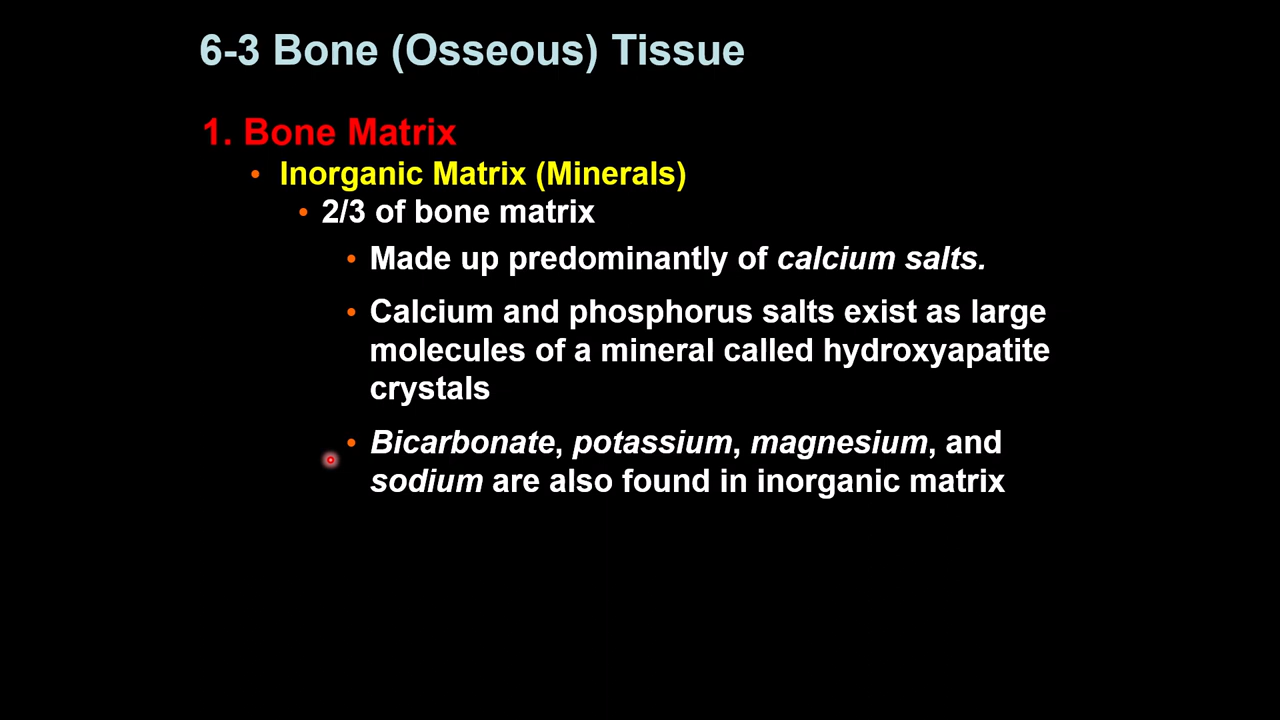 6-3 Bone (Osseous) Tissue
1. Bone Matrix
• Inorganic Matrix (Minerals)
• 2/3 of bone matrix
• Made up predominantly of calcium salts.
• Calcium and phosphorus salts exist as large
molecules of a mineral called hydroxyapatite
crystals
• Bicarbonate, potassium, magnesium, and
sodium are also found in inorganic matrix